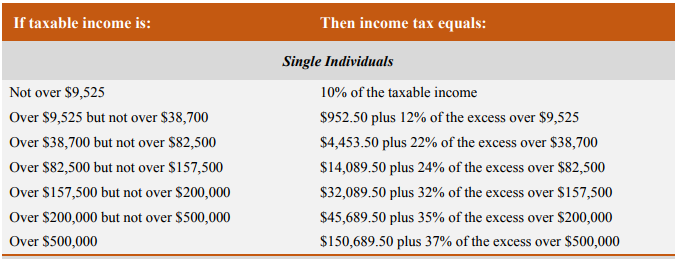 If taxable income is: Then income tax equals:
Single Individuals
Not over $9,525 10% of the taxable income
Over $9,525 but not over $38,700 $952.50 plus 12% of the excess over $9,525
Over $38,700 but not over $82,500 $4,453.50 plus 22% of the excess over $38,700
Over $82,500 but not over $157,500 $14,089.50 plus 24% of the excess over $82,500
Over $157,500 but not over $200,000 $32,089.50 plus 32% of the excess over $157,500
Over $200,000 but not over $500,000 $45,689.50 plus 35% of the excess over $200,000
Over $500,000 $150,689.50 plus 37% of the excess over $500,000